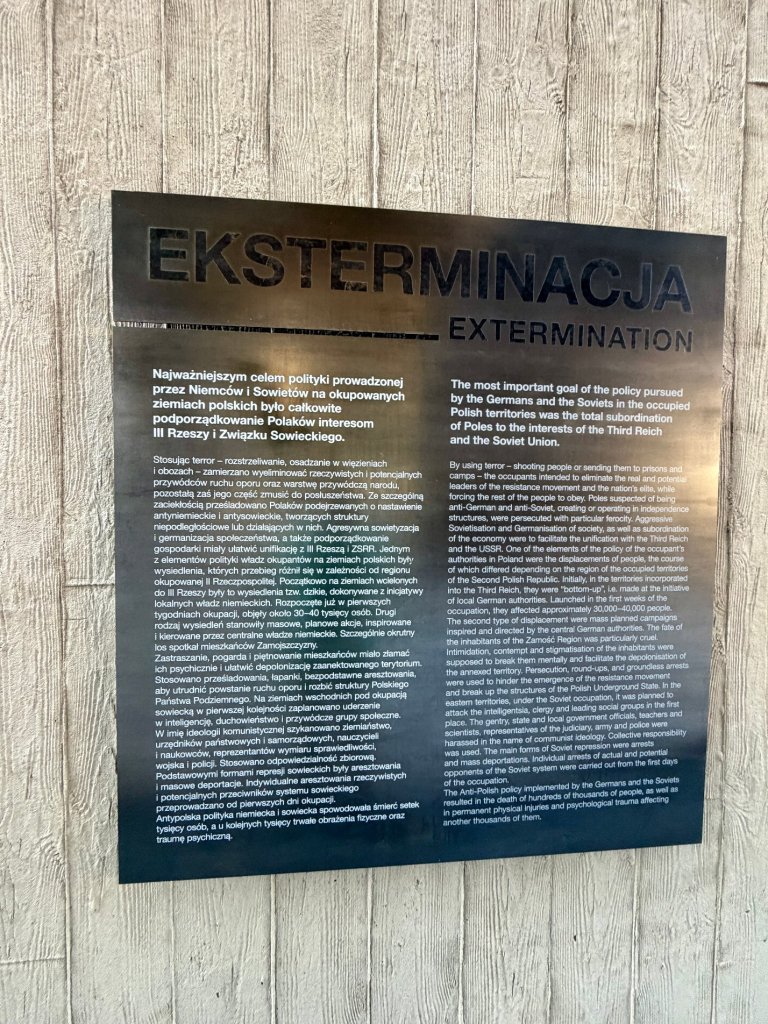 EKSTERMINACJA
EXTERMINATION
Najważniejszym celem polityki prowadzonej
przez Niemców i Sowietów na okupowanych
ziemiach polskich było całkowite
podporządkowanie Polaków interesom
III Rzeszy i Związku Sowieckiego.
Stosując terror – rozstrzeliwanie, osadzanie w więzieniach
i obozach – zamierzano wyeliminować rzeczywistych i potencjalnych
przywódców ruchu oporu oraz warstwę przywódczą narodu,
pozostałą zaś jego część zmusić do posłuszeństwa. Ze szczególną
zaciekłością prześladowano Polaków podejrzewanych o nastawienie
antyniemieckie i antysowieckie, tworzących struktury
niepodległościowe lub działających w nich. Agresywna sowietyzacja
i germanizacja społeczeństwa, a także podporządkowanie
gospodarki miały ułatwić unifikację z III Rzeszą i ZSRR. Jednym
z elementów polityki władz okupantów na ziemiach polskich były
wysiedlenia, których przebieg różnił się w zależności od regionu
okupowanej II Rzeczpospolitej. Początkowo na ziemiach wcielonych
do III Rzeszy były to wysiedlenia tzw. dzikie, dokonywane z inicjatywy
lokalnych władz niemieckich. Rozpoczęte już w pierwszych
tygodniach okupacji, objęły około 30–40 tysięcy osób. Drugi
rodzaj wysiedleń stanowiły masowe, planowe akcje, inspirowane
i kierowane przez centralne władze niemieckie. Szczególnie okrutny
los spotkał mieszkańców Zamojszczyzny.
Zastraszanie, pogarda i piętnowanie mieszkańców miało złamać
ich psychicznie i ułatwić depolonizację zaanektowanego terytorium.
Stosowano prześladowania, łapanki, bezpodstawne aresztowania,
aby utrudnić powstanie ruchu oporu i rozbić struktury Polskiego
Państwa Podziemnego. Na ziemiach wschodnich pod okupacją
sowiecką w pierwszej kolejności zaplanowano uderzenie
w inteligencję, duchowieństwo i przywódcze grupy społeczne.
W imię ideologii komunistycznej szykanowano ziemiaństwo,
urzędników państwowych i samorządowych, nauczycieli
i naukowców, reprezentantów wymiaru sprawiedliwości,
wojska i policji. Stosowano odpowiedzialność zbiorową.
Podstawowymi formami represji sowieckich były aresztowania
i masowe deportacje. Indywidualne aresztowania rzeczywistych
i potencjalnych przeciwników systemu sowieckiego
przeprowadzano od pierwszych dni okupacji.
Antypolska polityka niemiecka i sowiecka spowodowała śmierć setek
tysięcy osób, a u kolejnych tysięcy trwałe obrażenia fizyczne oraz
traumę psychiczną.
The most important goal of the policy pursued
by the Germans and the Soviets in the occupied
Polish territories was the total subordination
of Poles to the interests of the Third Reich
and the Soviet Union.
By using terror – shooting people or sending them to prisons and
camps – the occupants intended to eliminate the real and potential
leaders of the resistance movement and the nation's elite, while
forcing the rest of the people to obey. Poles suspected of being
anti-German and anti-Soviet, creating or operating in independence
structures, were persecuted with particular ferocity. Aggressive
Sovietisation and Germanisation of society, as well as subordination
of the economy were to facilitate the unification with the Third Reich
and the USSR. One of the elements of the policy of the occupant's
authorities in Poland were the displacements of people, the course
of which differed depending on the region of the occupied territories
of the Second Polish Republic. Initially, in the territories incorporated
into the Third Reich, they were "bottom-up", i.e. made at the initiative
of local German authorities. Launched in the first weeks of the
occupation, they affected approximately 30,000–40,000 people.
The second type of displacement were mass planned campaigns
inspired and directed by the central German authorities. The fate of
the inhabitants of the Zamość Region was particularly cruel.
Intimidation, contempt and stigmatisation of the inhabitants were
supposed to break them mentally and facilitate the depolonisation of
the annexed territory. Persecution, round-ups, and groundless arrests
were used to hinder the emergence of the resistance movement
and break up the structures of the Polish Underground State. In the
eastern territories, under the Soviet occupation, it was planned to
attack the intelligentsia, clergy and leading social groups in the first
place. The gentry, state and local government officials, teachers and
scientists, representatives of the judiciary, army and police were
harassed in the name of communist ideology. Collective responsibility
was used. The main forms of Soviet repression were arrests
and mass deportations. Individual arrests of actual and potential
opponents of the Soviet system were carried out from the first days
of the occupation.
The Anti-Polish policy implemented by the Germans and the Soviets
resulted in the death of hundreds of thousands of people, as well as
in permanent physical injuries and psychological trauma affecting
another thousands of them.